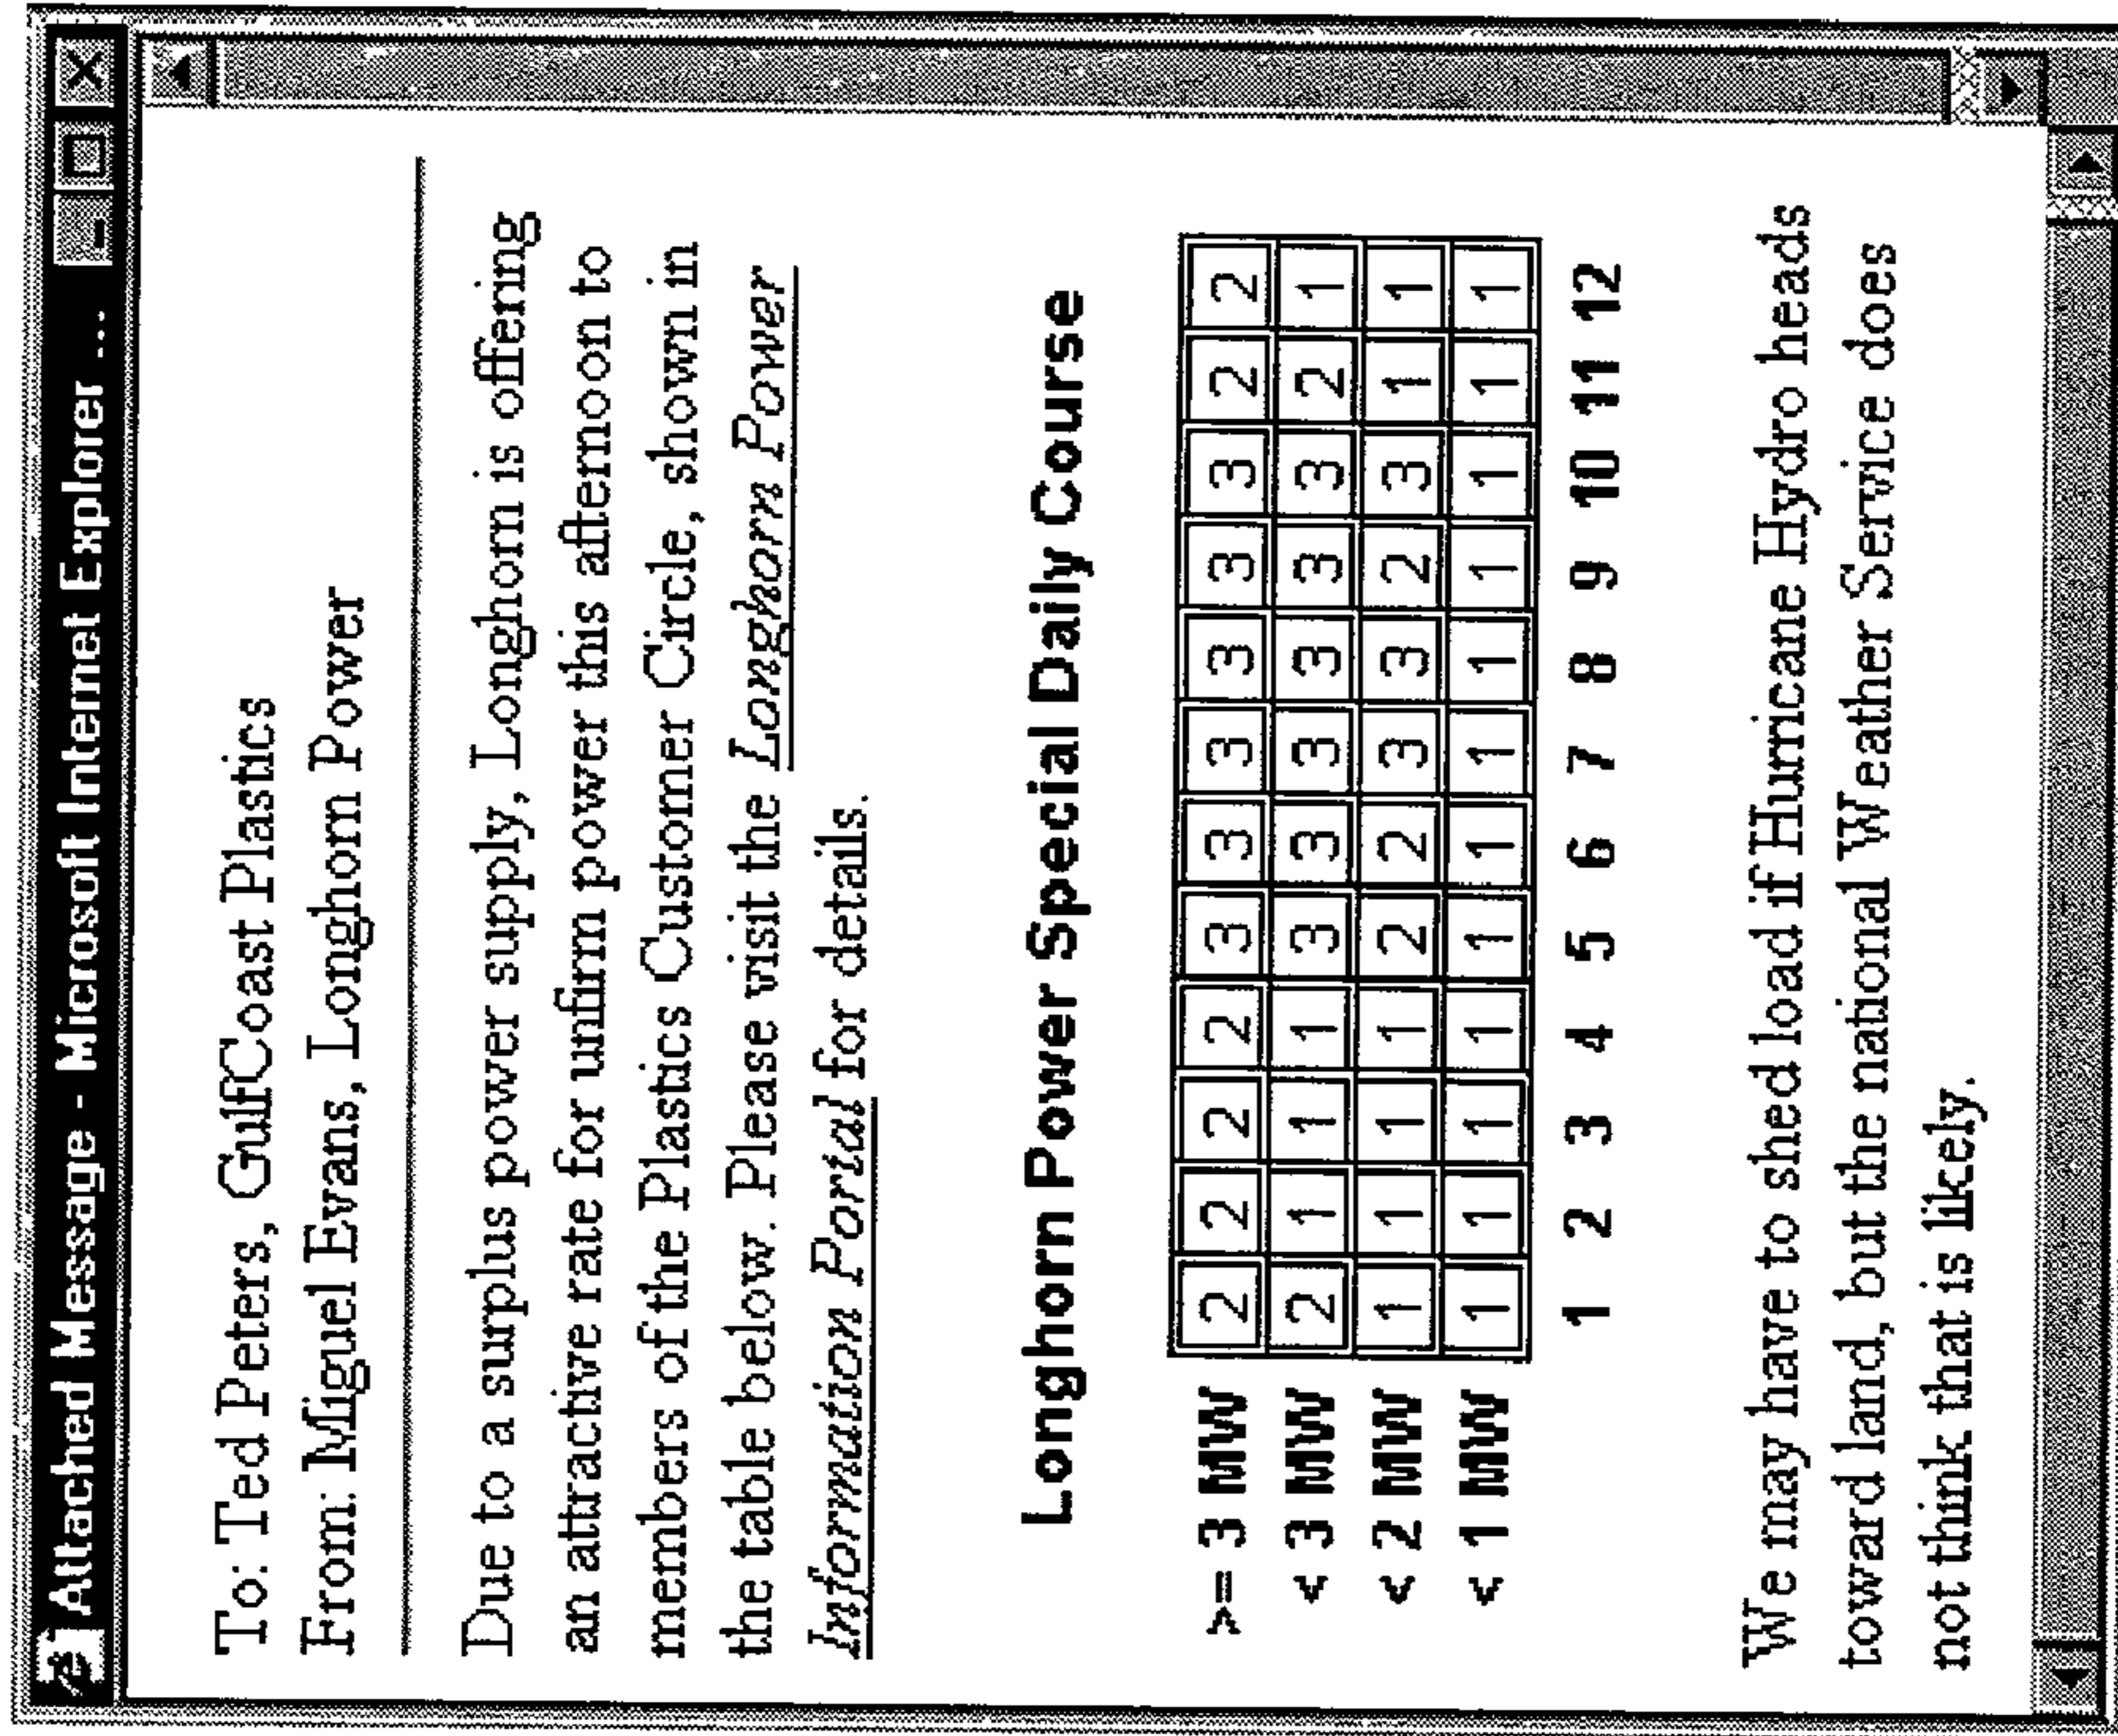 Attached Message - Microsoft Internet Explorer ...
To: Ted Peters, GulfCoast Plastics
From: Miguel Evans, Longhorn Power
Due to a surplus power supply, Longhorn is offering
an attractive rate for unfirm power this afternoon to
members of the Plastics Customer Circle, shown in
the table below. Please visit the Longhorn Power
Information Portal for details.
Longhorn Power Special Daily Course
>= 3 MW 2 2 2 2 3 3 3 3 3 3 2 2
< 3 MW 2 1 1 1 3 3 3 3 3 3 2 1
< 2 MW 1 1 1 1 2 2 3 3 2 3 1 1
< 1 MW 1 1 1 1 1 1 1 1 1 1 1 1
1 2 3 4 5 6 7 8 9 10 11 12
We may have to shed load if Hurricane Hydro heads
toward land, but the national Weather Service does
not think that is likely.